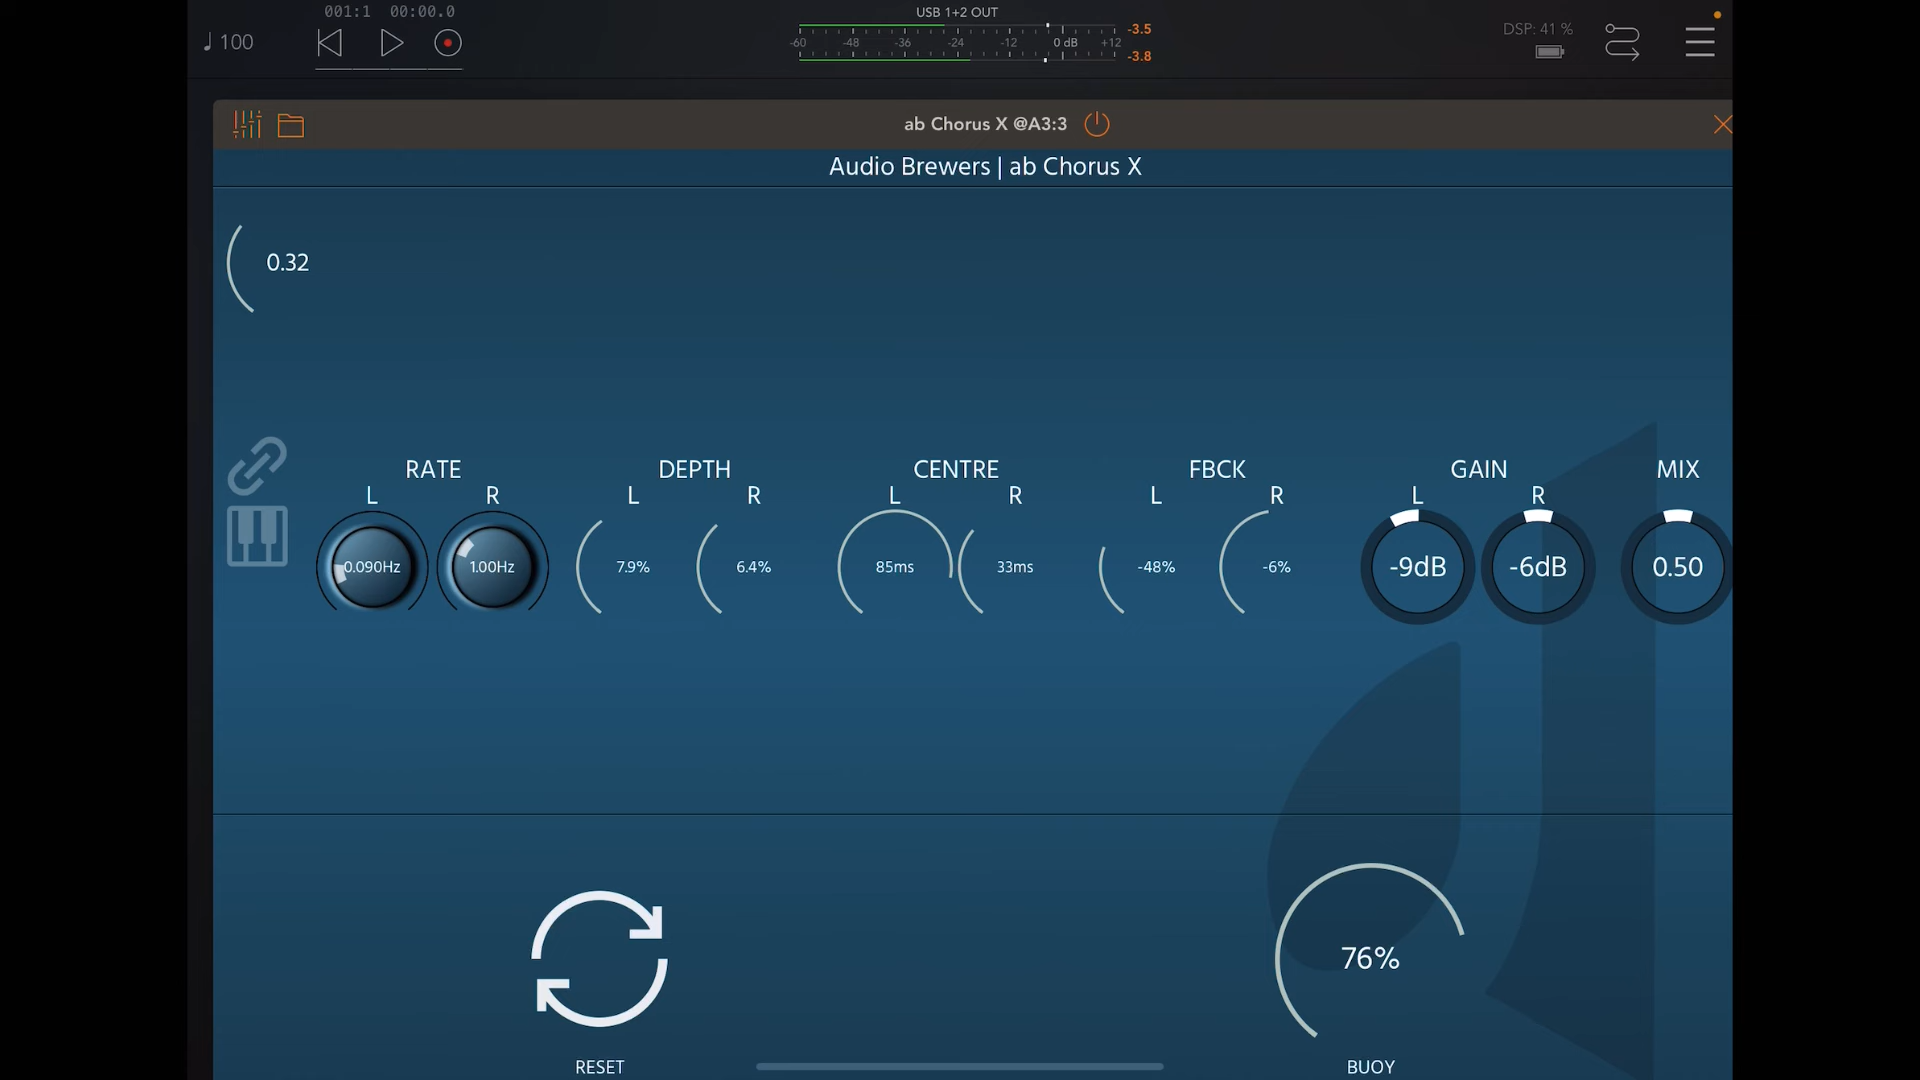 001:1 00:00.0
♩ 100
USB 1+2 OUT
-60 -48 -36 -24 -12 0 dB +12
-3.5
-3.8
DSP: 41 %
ab Chorus X @A3:3
Audio Brewers | ab Chorus X
0.32
RATE DEPTH CENTRE FBCK GAIN MIX
L R L R L R L R L R
0.090Hz 1.00Hz 7.9% 6.4% 85ms 33ms -48% -6% -9dB -6dB 0.50
76%
RESET BUOY